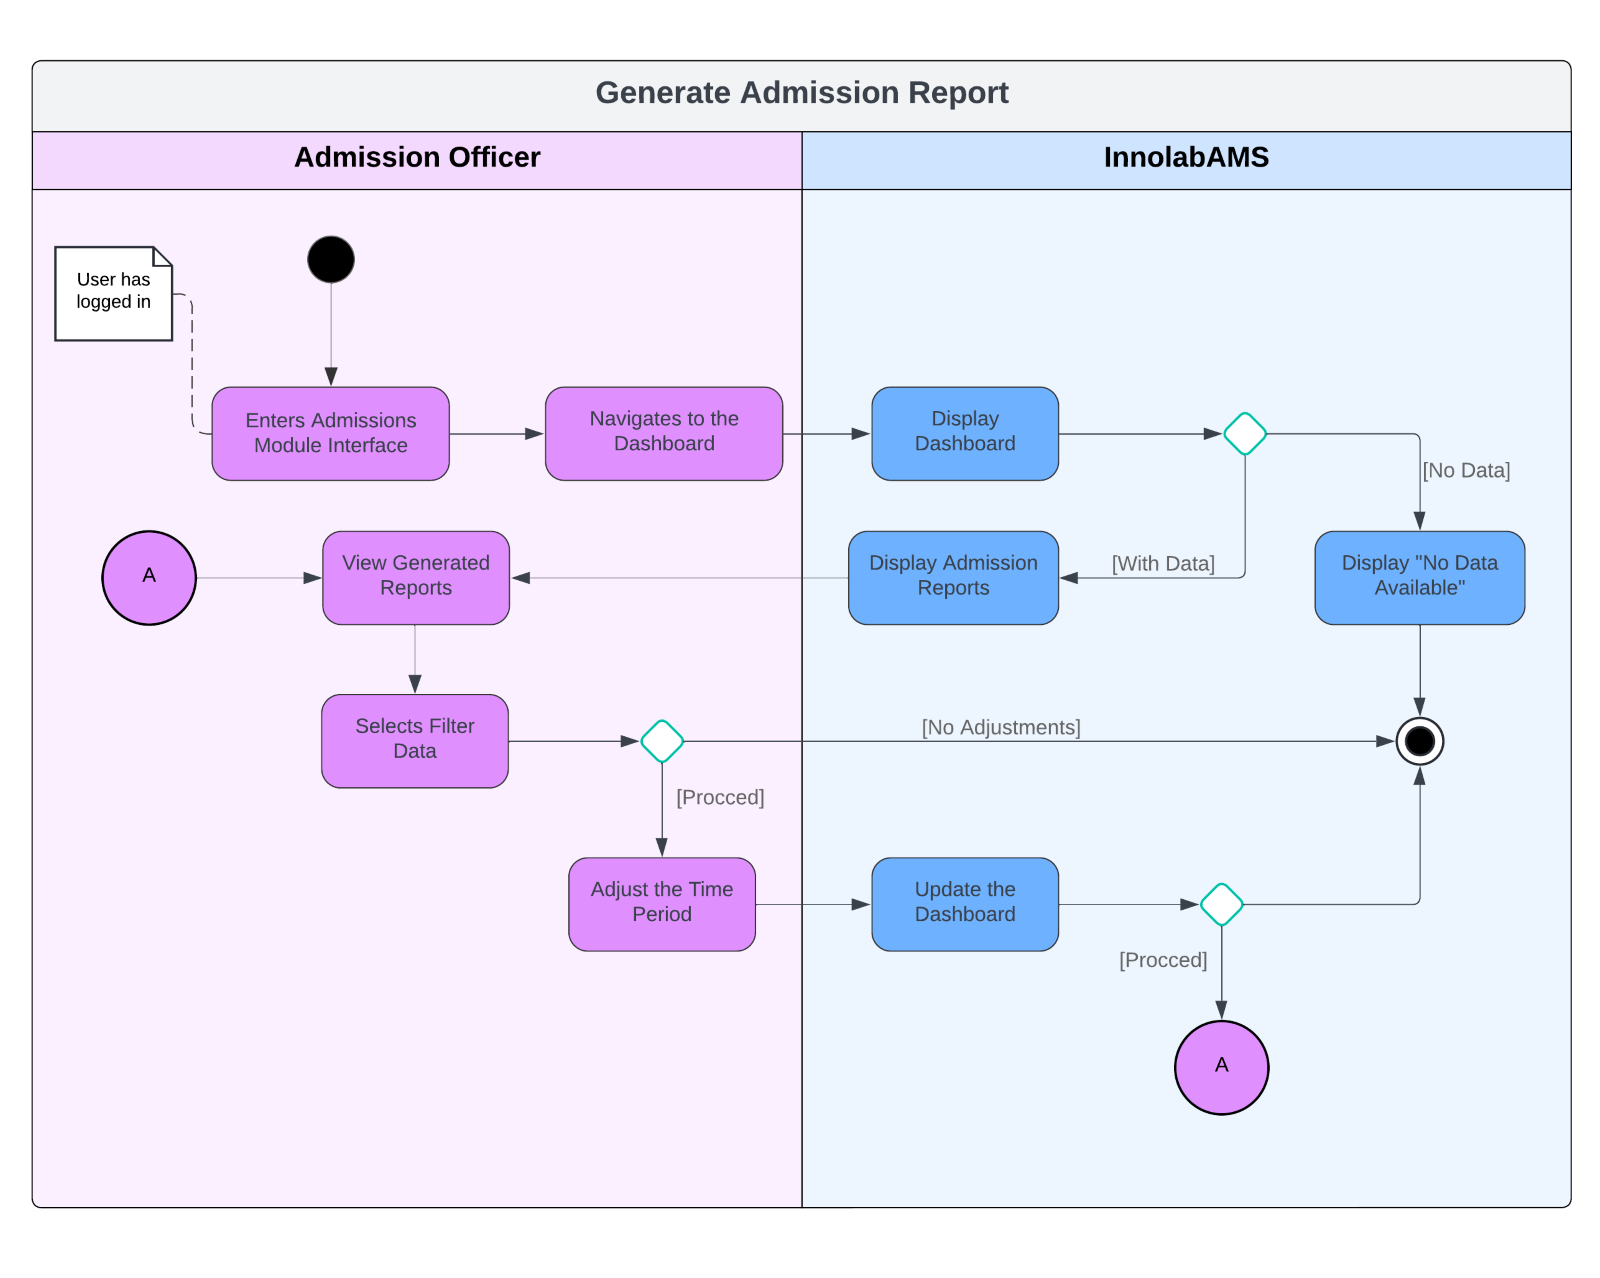 Generate Admission Report
Admission Officer
InnolabAMS
User has
logged in
Enters Admissions
Module Interface
Navigates to the
Dashboard
Display
Dashboard
[No Data]
A
View Generated
Reports
Display Admission
Reports
[With Data]
Display "No Data
Available"
Selects Filter
Data
[No Adjustments]
[Procced]
Adjust the Time
Period
Update the
Dashboard
[Procced]
A